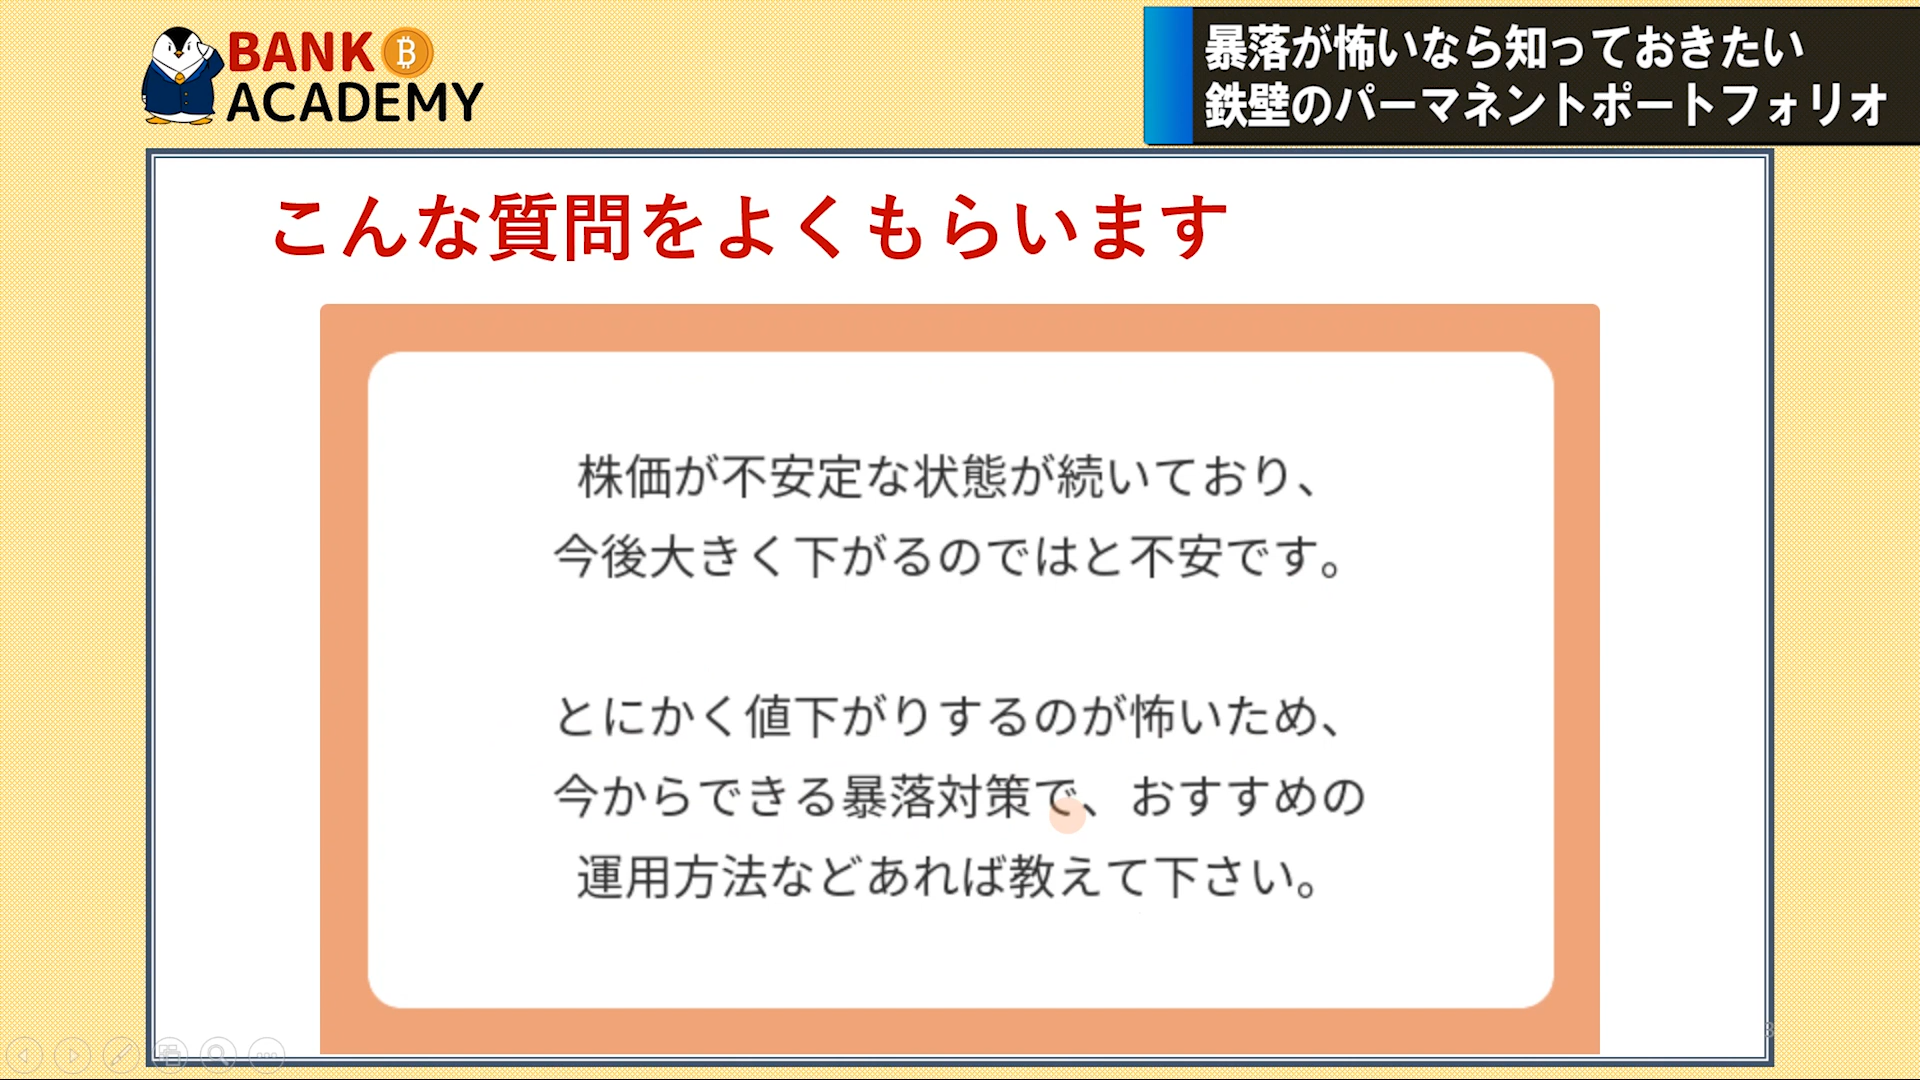 BANK
ACADEMY
暴落が怖いなら知っておきたい
鉄壁のパーマネントポートフォリオ
こんな質問をよくもらいます
株価が不安定な状態が続いており、
今後大きく下がるのではと不安です。
とにかく値下がりするのが怖いため、
今からできる暴落対策で、おすすめの
運用方法などあれば教えて下さい。
3